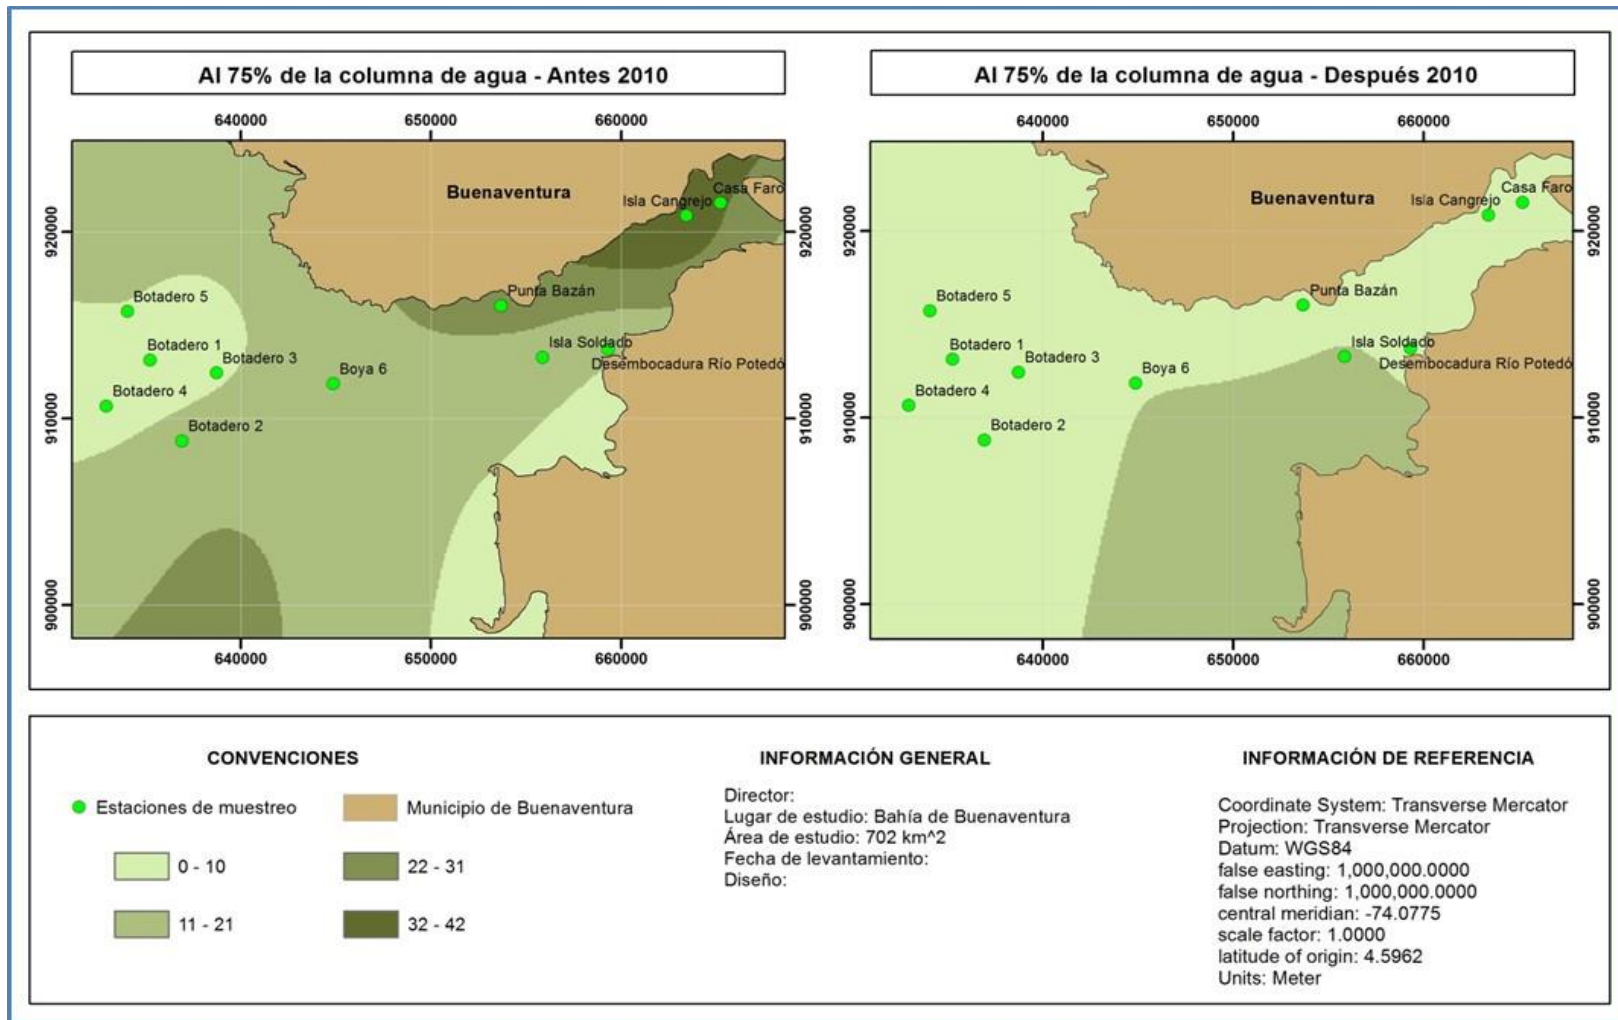 Al 75% de la columna de agua - Antes 2010
640000
650000
660000
920000
910000
900000
920000
910000
900000
Buenaventura
Casa Faro
Isla Cangrejo
Punta Bazán
Botadero 5
Botadero 1
Botadero 3
Botadero 4
Botadero 2
Boya 6
Isla Soldado
Desembocadura Río Potedó
640000
650000
660000
Al 75% de la columna de agua - Después 2010
640000
650000
660000
920000
910000
900000
920000
910000
900000
Buenaventura
Casa Faro
Isla Cangrejo
Punta Bazán
Botadero 5
Botadero 1
Botadero 3
Botadero 4
Botadero 2
Boya 6
Isla Soldado
Desembocadura Río Potedó
640000
650000
660000
CONVENCIONES
Estaciones de muestreo
Municipio de Buenaventura
0 - 10
22 - 31
11 - 21
32 - 42
INFORMACIÓN GENERAL
Director:
Lugar de estudio: Bahía de Buenaventura
Área de estudio: 702 km^2
Fecha de levantamiento:
Diseño:
INFORMACIÓN DE REFERENCIA
Coordinate System: Transverse Mercator
Projection: Transverse Mercator
Datum: WGS84
false easting: 1,000,000.0000
false northing: 1,000,000.0000
central meridian: -74.0775
scale factor: 1.0000
latitude of origin: 4.5962
Units: Meter